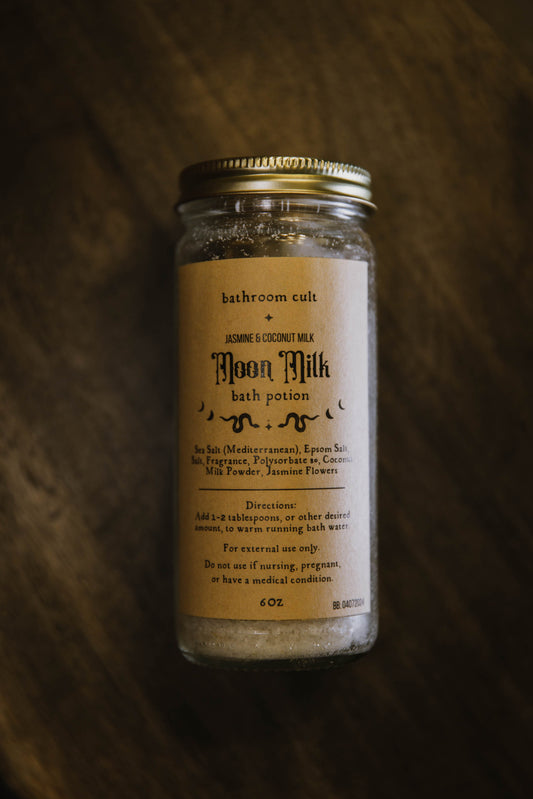 bathroom cult
JASMINE & COCONUT MILK
Moon Milk
bath potion
Sea Salt (Mediterranean), Epsom Salt,
Salt, Fragrance, Polysorbate 20, Coconut
Milk Powder, Jasmine Flowers
Directions:
Add 1-2 tablespoons, or other desired
amount, to warm running bath water.
For external use only.
Do not use if nursing, pregnant,
or have a medical condition.
6oz